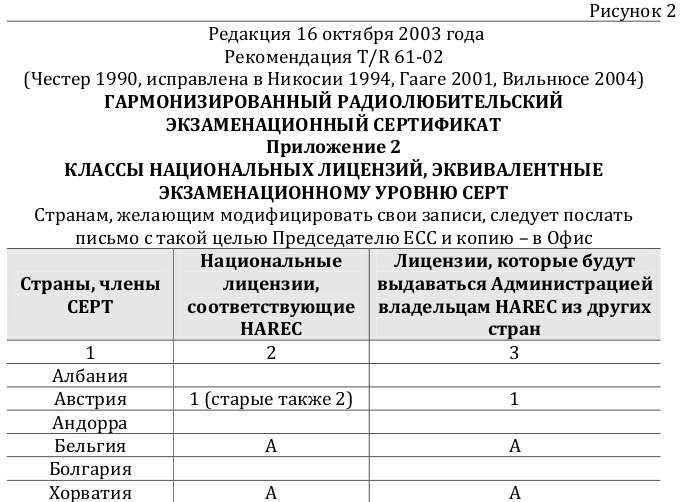 Рисунок 2
Редакция 16 октября 2003 года
Рекомендация T/R 61-02
(Честер 1990, исправлена в Никосии 1994, Гааге 2001, Вильнюсе 2004)
ГАРМОНИЗИРОВАННЫЙ РАДИОЛЮБИТЕЛЬСКИЙ
ЭКЗАМЕНАЦИОННЫЙ СЕРТИФИКАТ
Приложение 2
КЛАССЫ НАЦИОНАЛЬНЫХ ЛИЦЕНЗИЙ, ЭКВИВАЛЕНТНЫЕ
ЭКЗАМЕНАЦИОННОМУ УРОВНЮ СЕРТ
Странам, желающим модифицировать свои записи, следует послать
письмо с такой целью Председателю ECC и копию – в Офис
Страны, члены
CEPT
Национальные
лицензии,
соответствующие
HAREC
Лицензии, которые будут
выдаваться Администрацией
владельцам HAREC из других
стран
1 2 3
Албания
Австрия 1 (старые также 2) 1
Андорра
Бельгия A A
Болгария
Хорватия A A